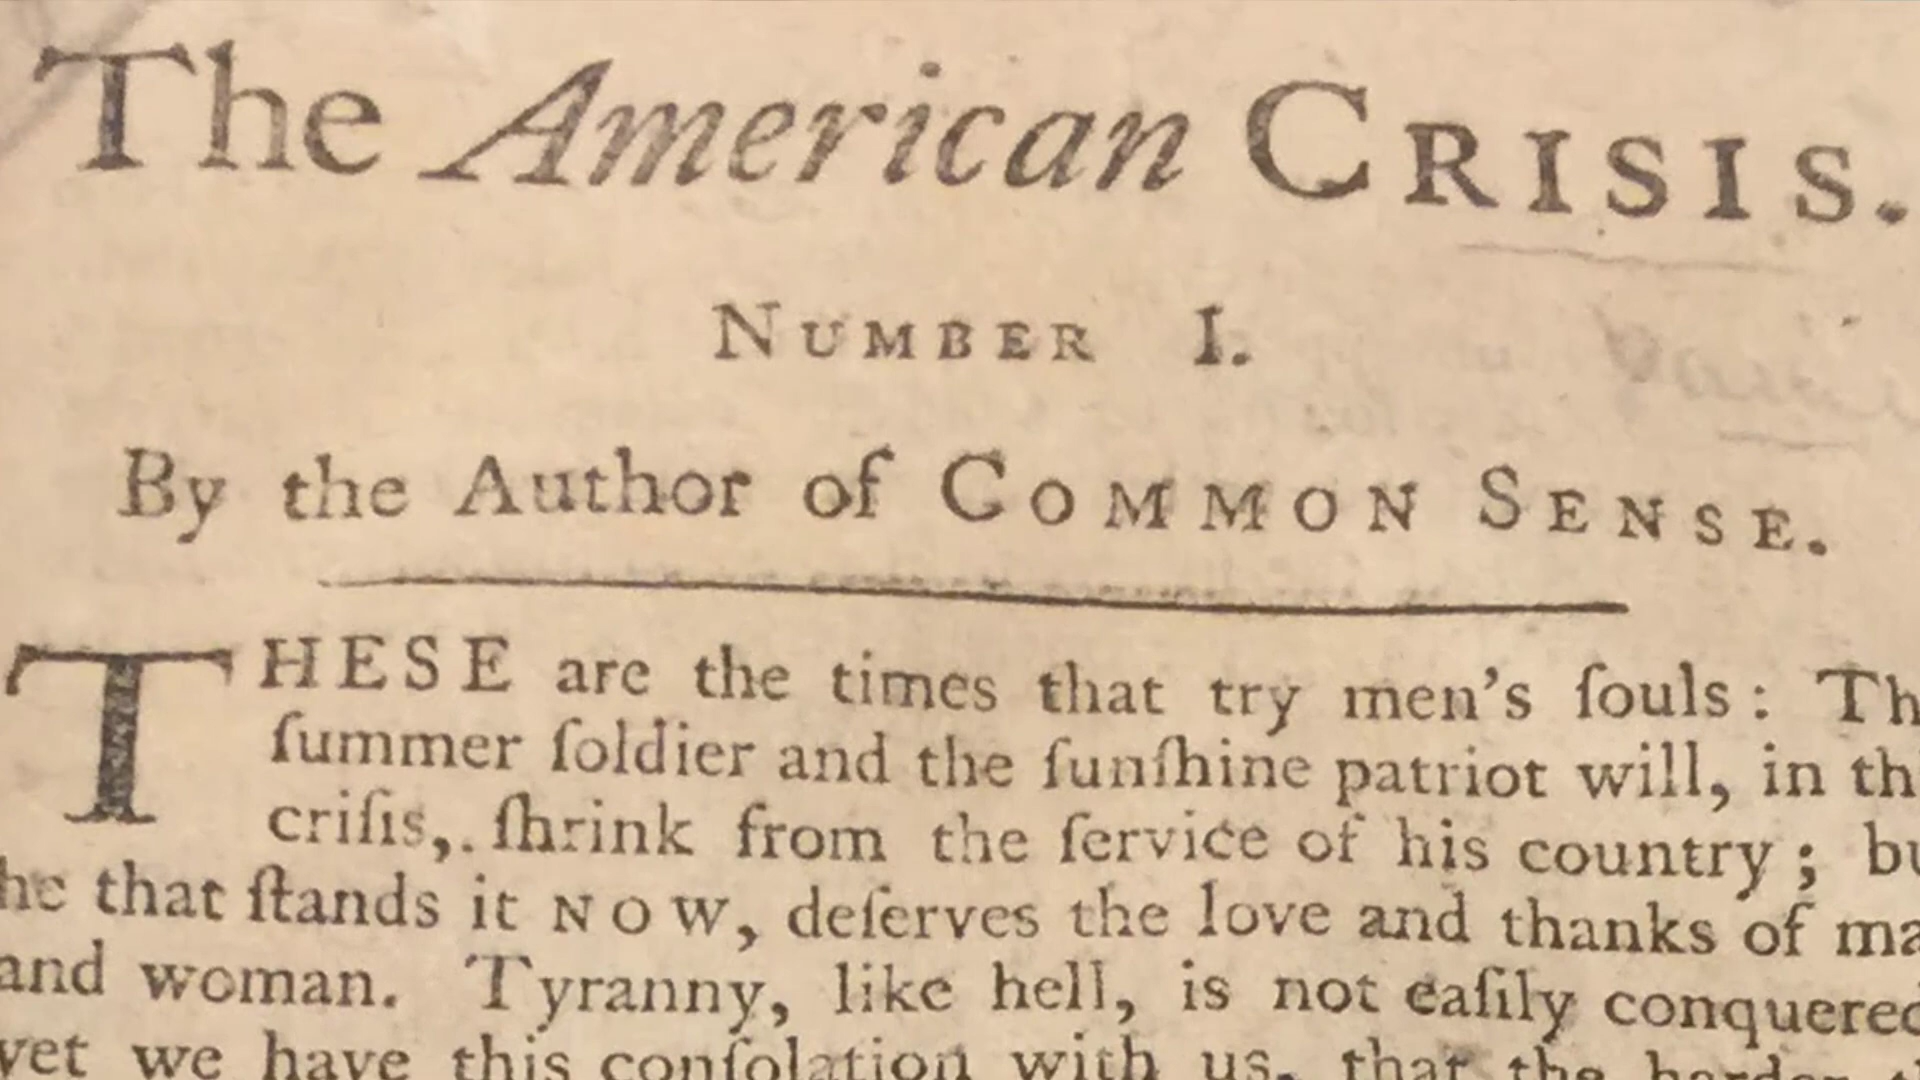 The American CRISIS.
NUMBER I.
By the Author of COMMON SENSE.
THESE are the times that try men's ſouls: Th
ſummer ſoldier and the ſunſhine patriot will, in th
criſis, ſhrink from the ſervice of his country; bu
he that ſtands it NOW, deſerves the love and thanks of ma
and woman. Tyranny, like hell, is not eaſily conquered
yet we have this conſolation with us, that the harder t